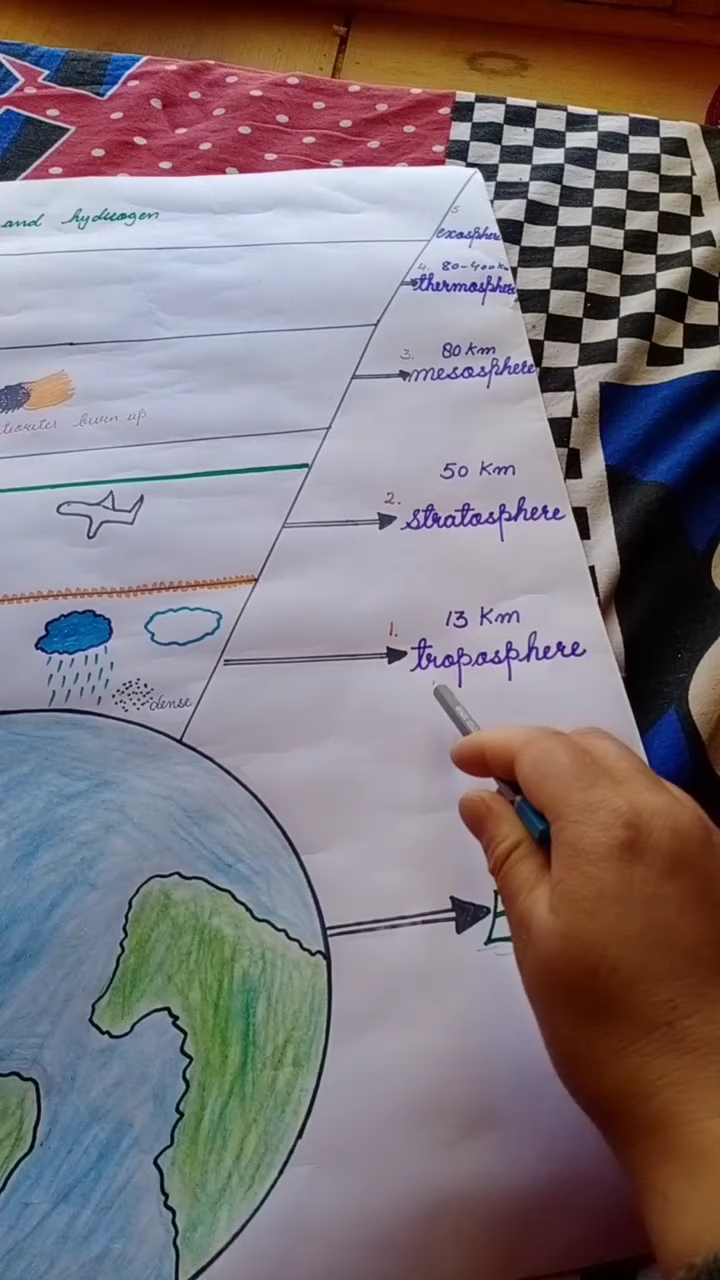 and hydrogen
5
exosphere
4. 80-400km
thermosphere
3. 80 Km
mesosphere
burn up
50 Km
2.
stratosphere
13 Km
1.
troposphere
dense